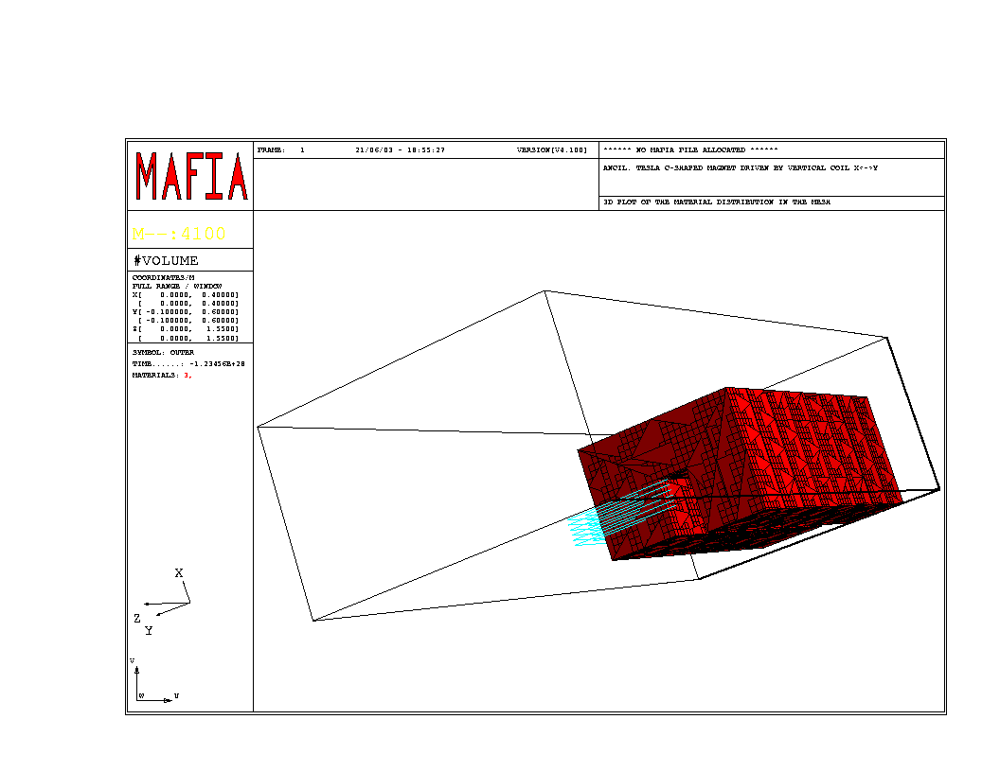 MAFIA
FRAME: 1 21/06/03 - 18:55:27 VERSION[V4.100]
****** NO MAFIA FILE ALLOCATED ******
ANCIL. TESLA C-SHAPED MAGNET DRIVEN BY VERTICAL COIL X<->Y
3D PLOT OF THE MATERIAL DISTRIBUTION IN THE MESH
M--:4100
#VOLUME
COORDINATES/M
FULL RANGE / WINDOW
X[ 0.0000, 0.40000]
[ 0.0000, 0.40000]
Y[ -0.100000, 0.60000]
[ -0.100000, 0.60000]
Z[ 0.0000, 1.5500]
[ 0.0000, 1.5500]
SYMBOL: OUTER
TIME......: -1.23456E+28
MATERIALS: 3,
X
Z
Y
V
W U